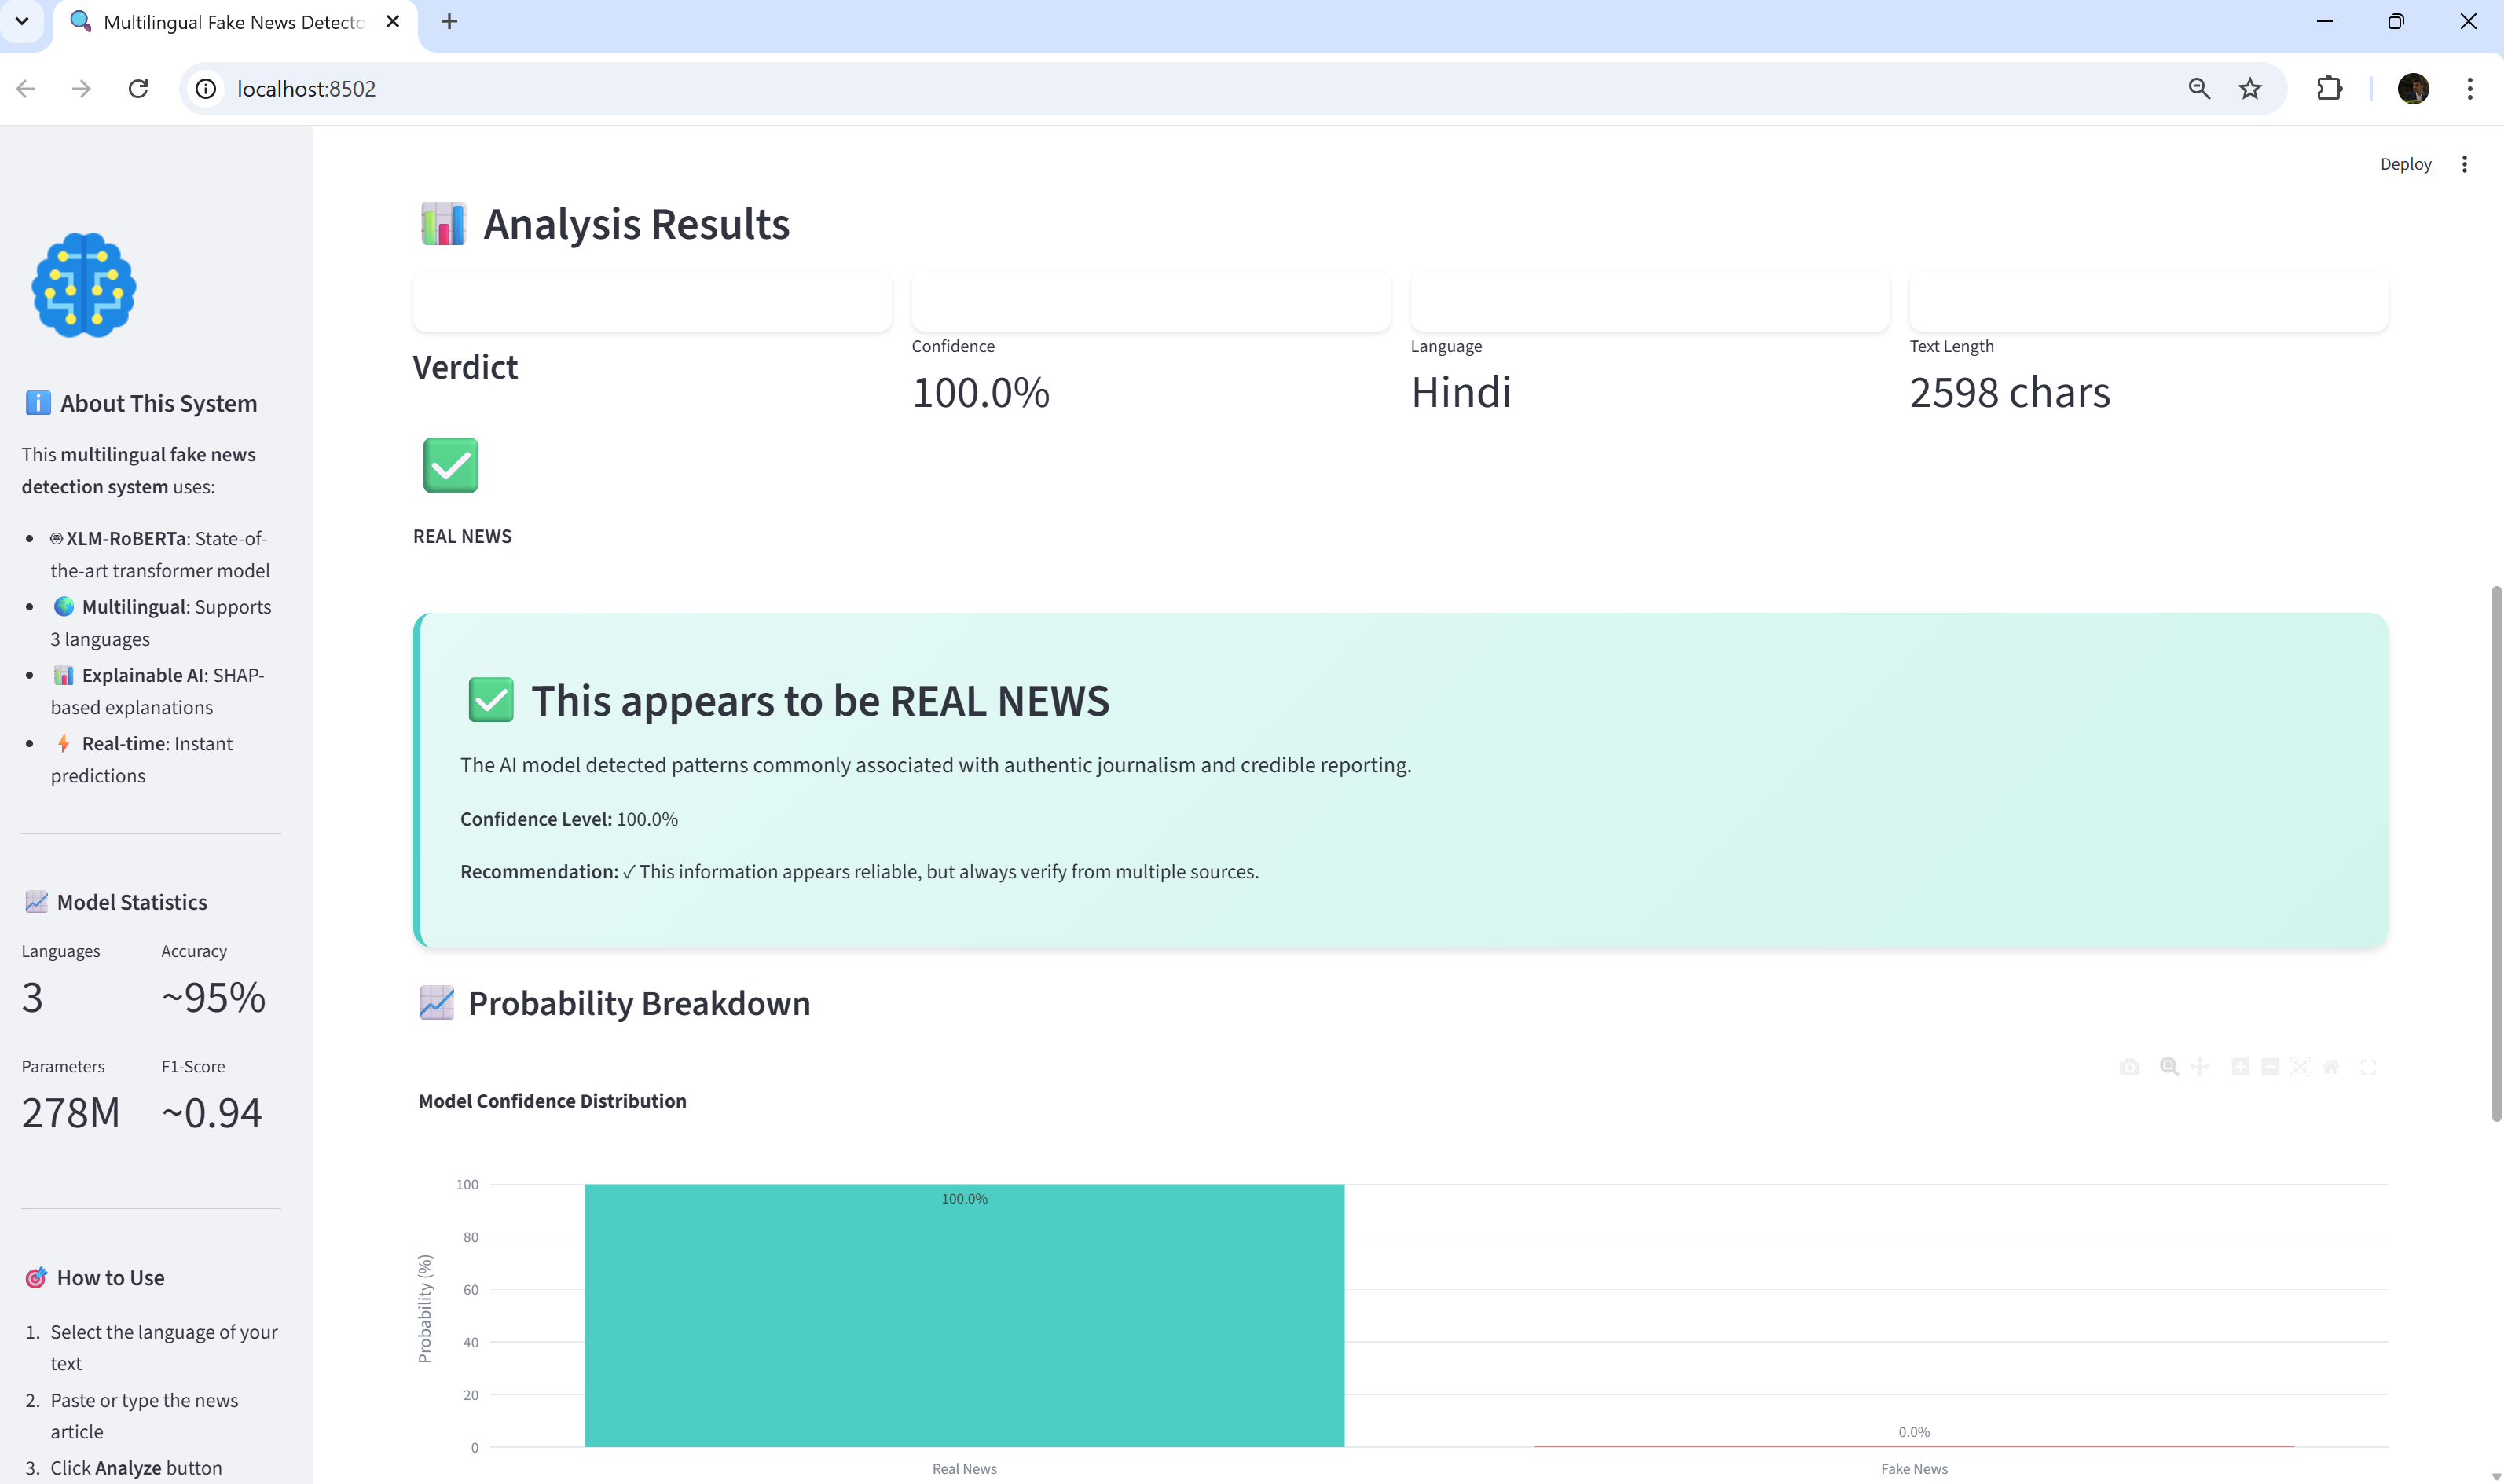 Multilingual Fake News Detecto
localhost:8502
Deploy
About This System
This multilingual fake news
detection system uses:
XLM-RoBERTa: State-of-
the-art transformer model
Multilingual: Supports
3 languages
Explainable AI: SHAP-
based explanations
Real-time: Instant
predictions
Model Statistics
Languages
3
Accuracy
~95%
Parameters
278M
F1-Score
~0.94
How to Use
1. Select the language of your
text
2. Paste or type the news
article
3. Click Analyze button
Analysis Results
Verdict
REAL NEWS
Confidence
100.0%
Language
Hindi
Text Length
2598 chars
This appears to be REAL NEWS
The AI model detected patterns commonly associated with authentic journalism and credible reporting.
Confidence Level: 100.0%
Recommendation: ✓ This information appears reliable, but always verify from multiple sources.
Probability Breakdown
Model Confidence Distribution
Probability (%)
100
80
60
40
20
0
100.0%
0.0%
Real News
Fake News